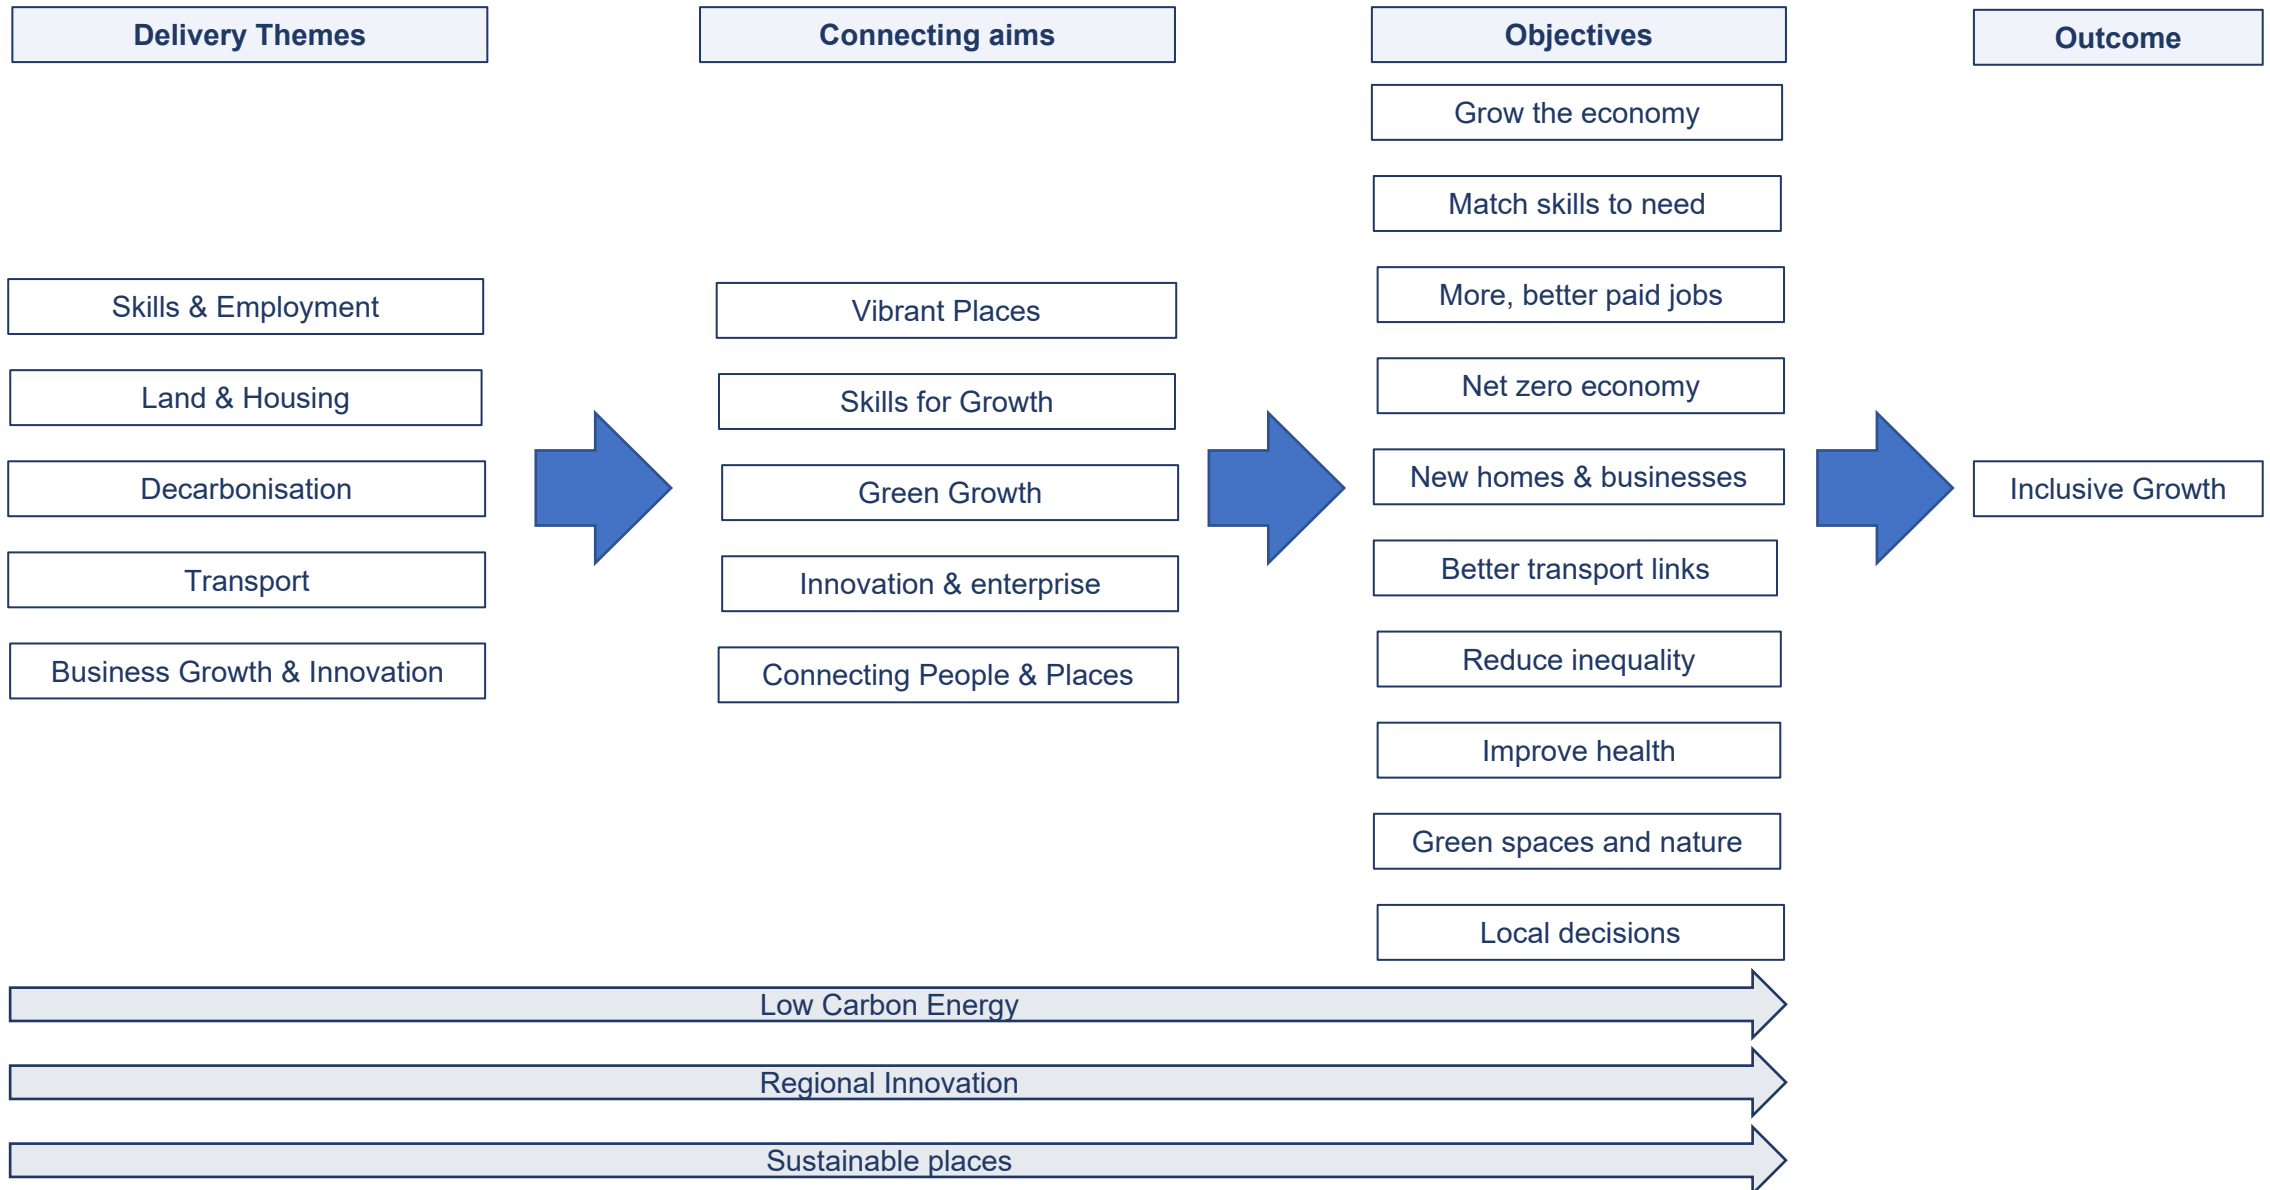 Delivery Themes
Connecting aims
Objectives
Outcome
Skills & Employment
Land & Housing
Decarbonisation
Transport
Business Growth & Innovation
Vibrant Places
Skills for Growth
Green Growth
Innovation & enterprise
Connecting People & Places
Grow the economy
Match skills to need
More, better paid jobs
Net zero economy
New homes & businesses
Better transport links
Reduce inequality
Improve health
Green spaces and nature
Local decisions
Inclusive Growth
Low Carbon Energy
Regional Innovation
Sustainable places